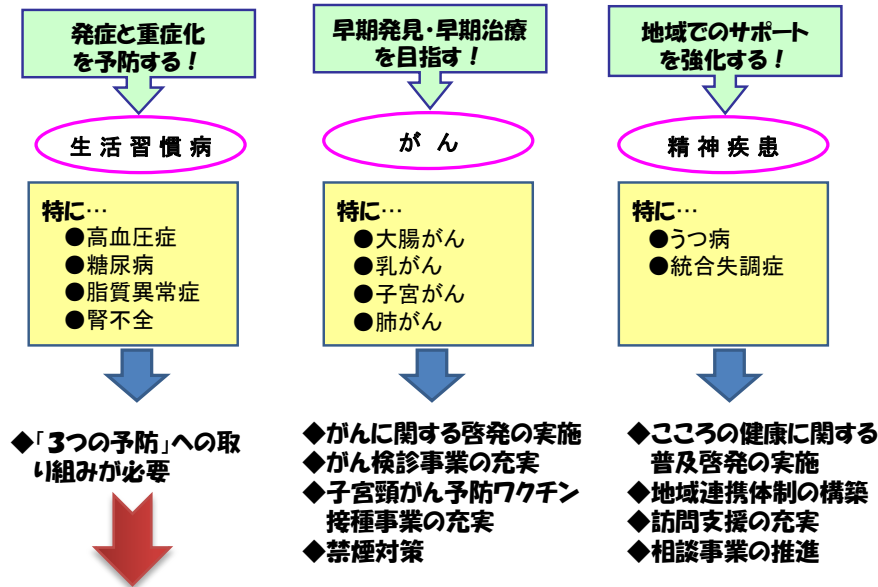 発症と重症化
を予防する！
生活習慣病
特に…
●高血圧症
●糖尿病
●脂質異常症
●腎不全
◆「３つの予防」への取
り組みが必要
早期発見・早期治療
を目指す！
がん
特に…
●大腸がん
●乳がん
●子宮がん
●肺がん
◆がんに関する啓発の実施
◆がん検診事業の充実
◆子宮頸がん予防ワクチン
接種事業の充実
◆禁煙対策
地域でのサポート
を強化する！
精神疾患
特に…
●うつ病
●統合失調症
◆こころの健康に関する
普及啓発の実施
◆地域連携体制の構築
◆訪問支援の充実
◆相談事業の推進